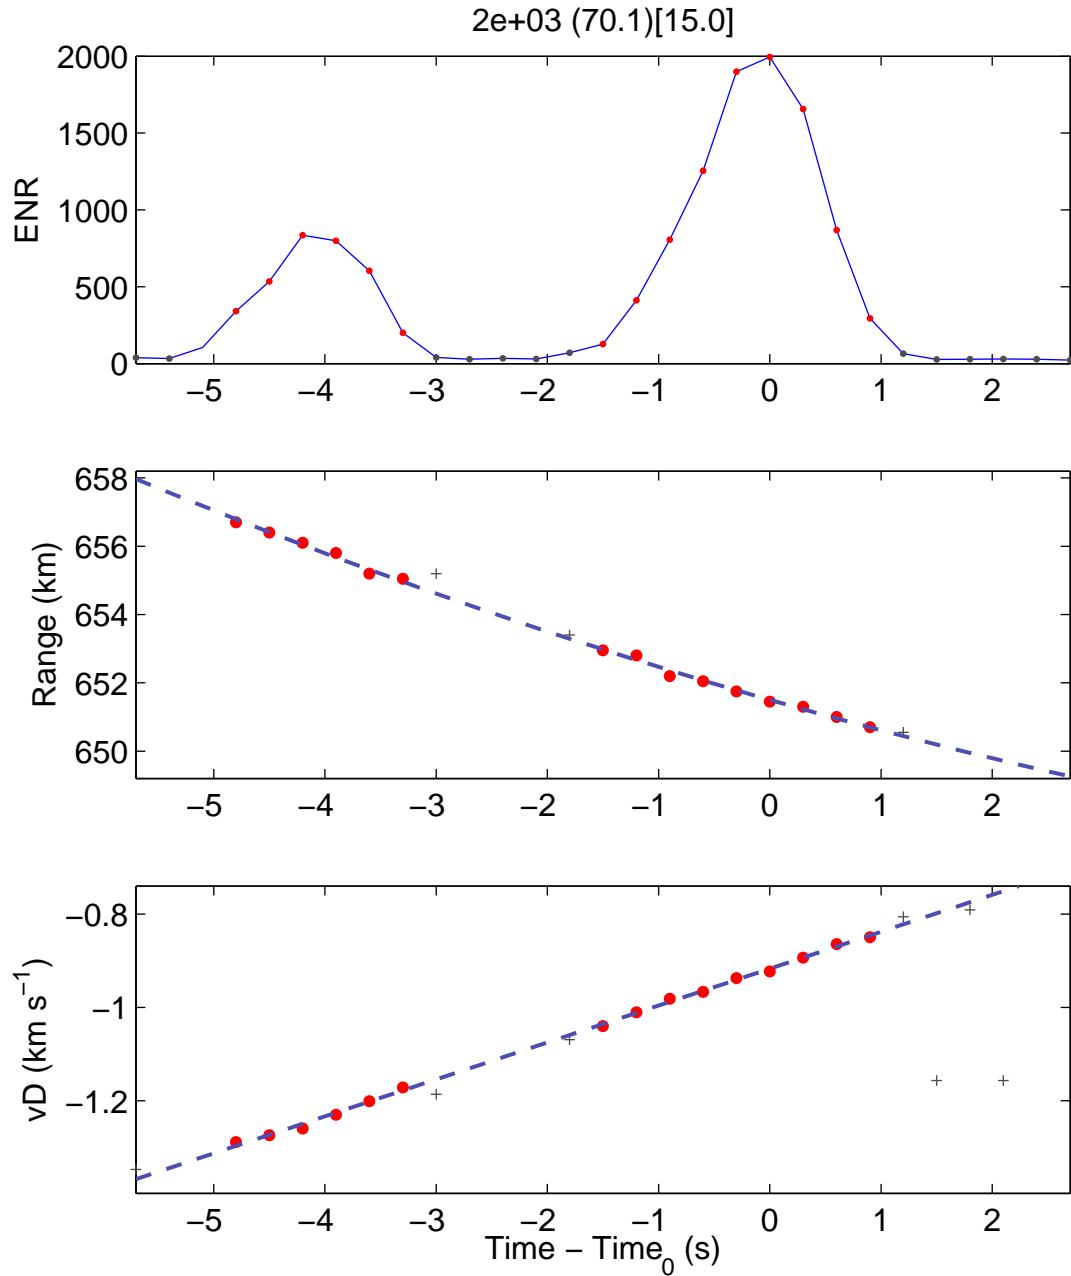 2e+03 (70.1)[15.0]
2000
1500
1000
500
0
ENR
−5 −4 −3 −2 −1 0 1 2
658
656
654
652
650
Range (km)
−5 −4 −3 −2 −1 0 1 2
−0.8
−1
−1.2
vD (km s⁻¹)
−5 −4 −3 −2 −1 0 1 2
Time − Time₀ (s)